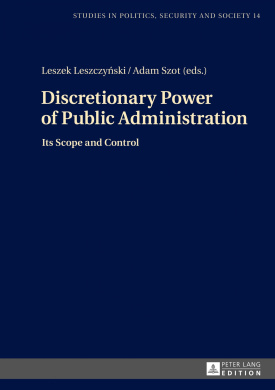 STUDIES IN POLITICS, SECURITY AND SOCIETY 14
Leszek Leszczyński / Adam Szot (eds.)
Discretionary Power
of Public Administration
Its Scope and Control
PETER LANG
EDITION